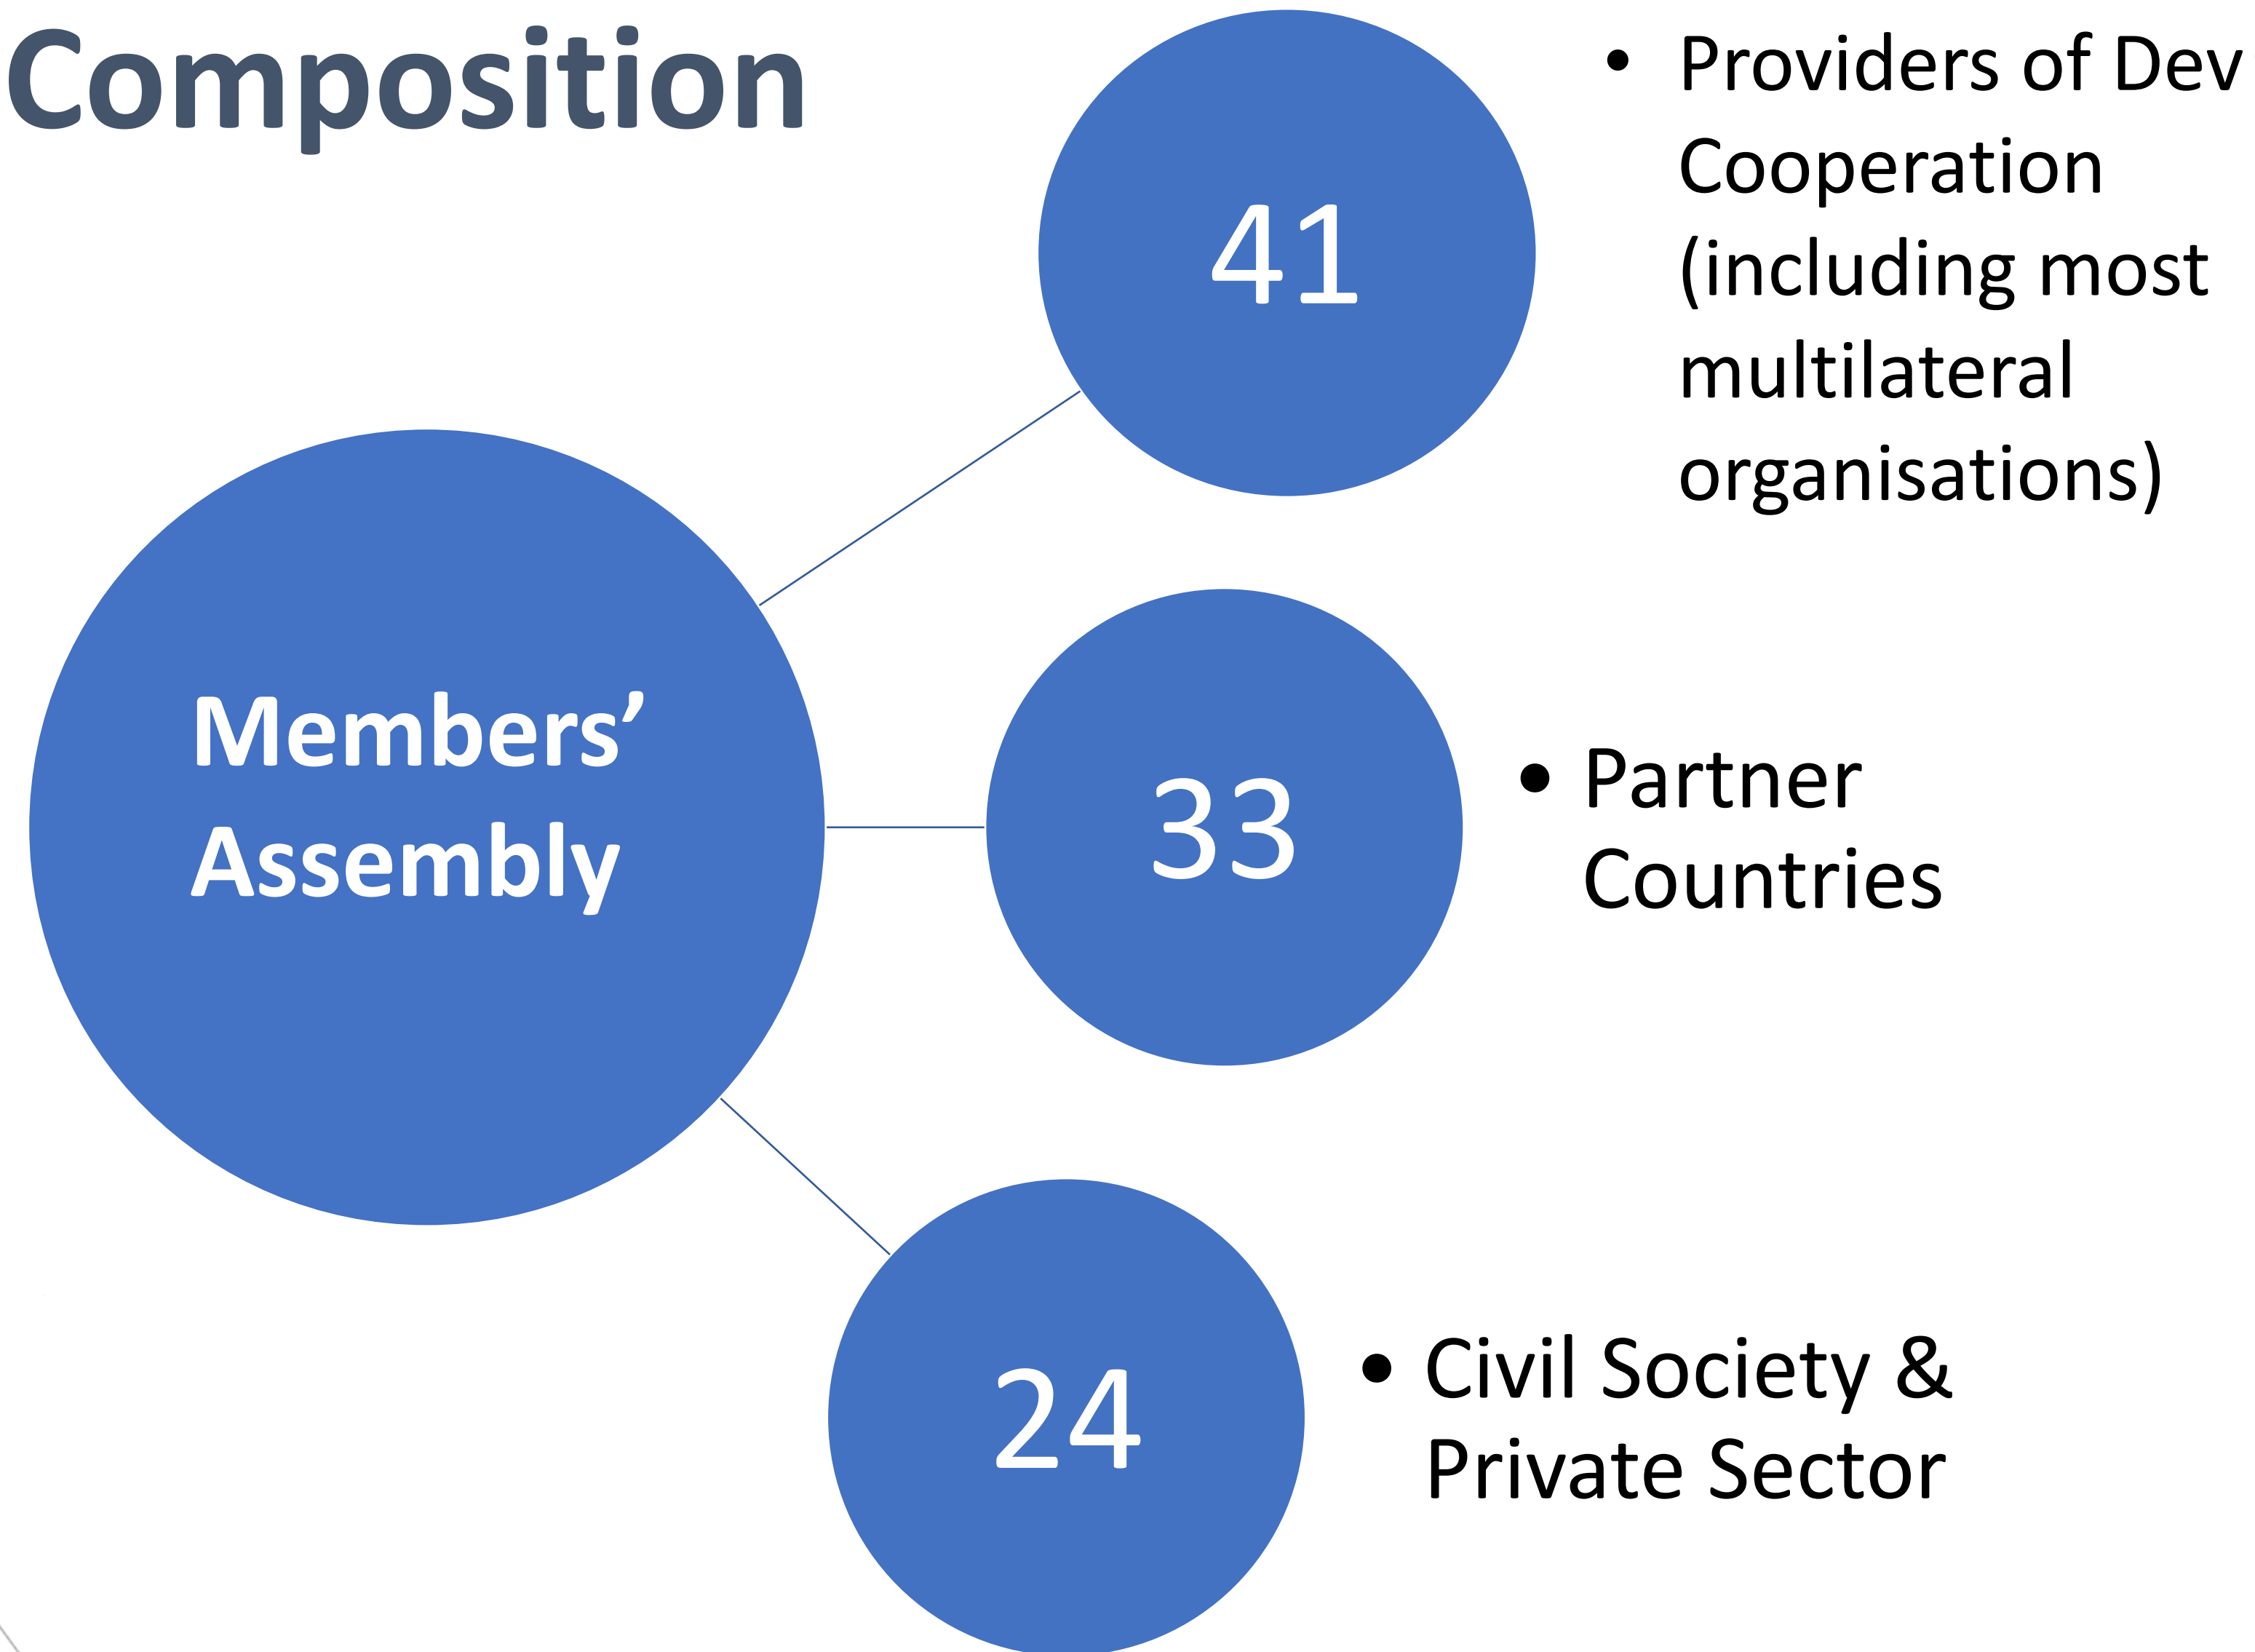 Composition
41
• Providers of Dev
Cooperation
(including most
multilateral
organisations)
Members’
Assembly
33
• Partner
Countries
24
• Civil Society &
Private Sector